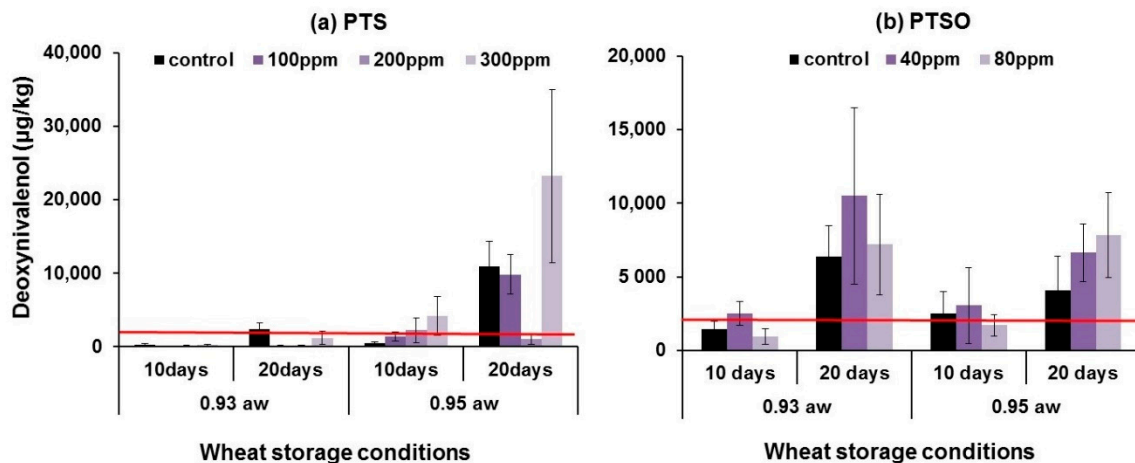 (a) PTS
control 100ppm 200ppm 300ppm
Deoxynivalenol (µg/kg)
40,000
30,000
20,000
10,000
0
10days 20days 10days 20days
0.93 aw 0.95 aw
Wheat storage conditions
(b) PTSO
control 40ppm 80ppm
20,000
15,000
10,000
5 000
0
10 days 20 days 10 days 20 days
0.93 aw 0.95 aw
Wheat storage conditions